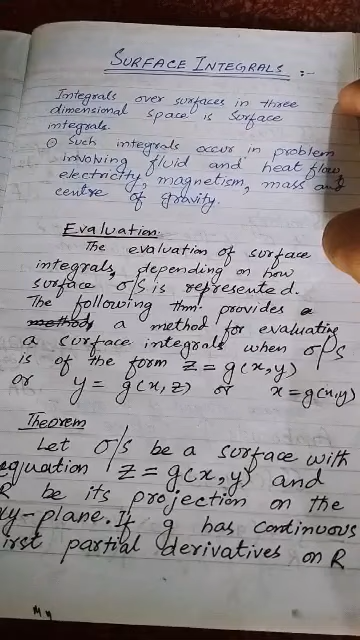 SURFACE INTEGRALS :-
Integrals over surfaces in three
dimensional space is Surface
integrals.
⊙ Such integrals occur in problem
involving fluid and heat flow,
electricity, magnetism, mass and
centre of gravity.
Evaluation:-
The evaluation of surface
integrals, depending on how
surface σ/s is represented.
The following thm: provides a
method, a method for evaluating
a surface integrals when σ/s
is of the form z = g(x,y)
or y = g(x,z) or x = g(x,y)
Theorem
Let σ/s be a surface with
equation z = g(x,y) and
R be its projection on the
xy-plane. If g has continuous
irst partial derivatives on R